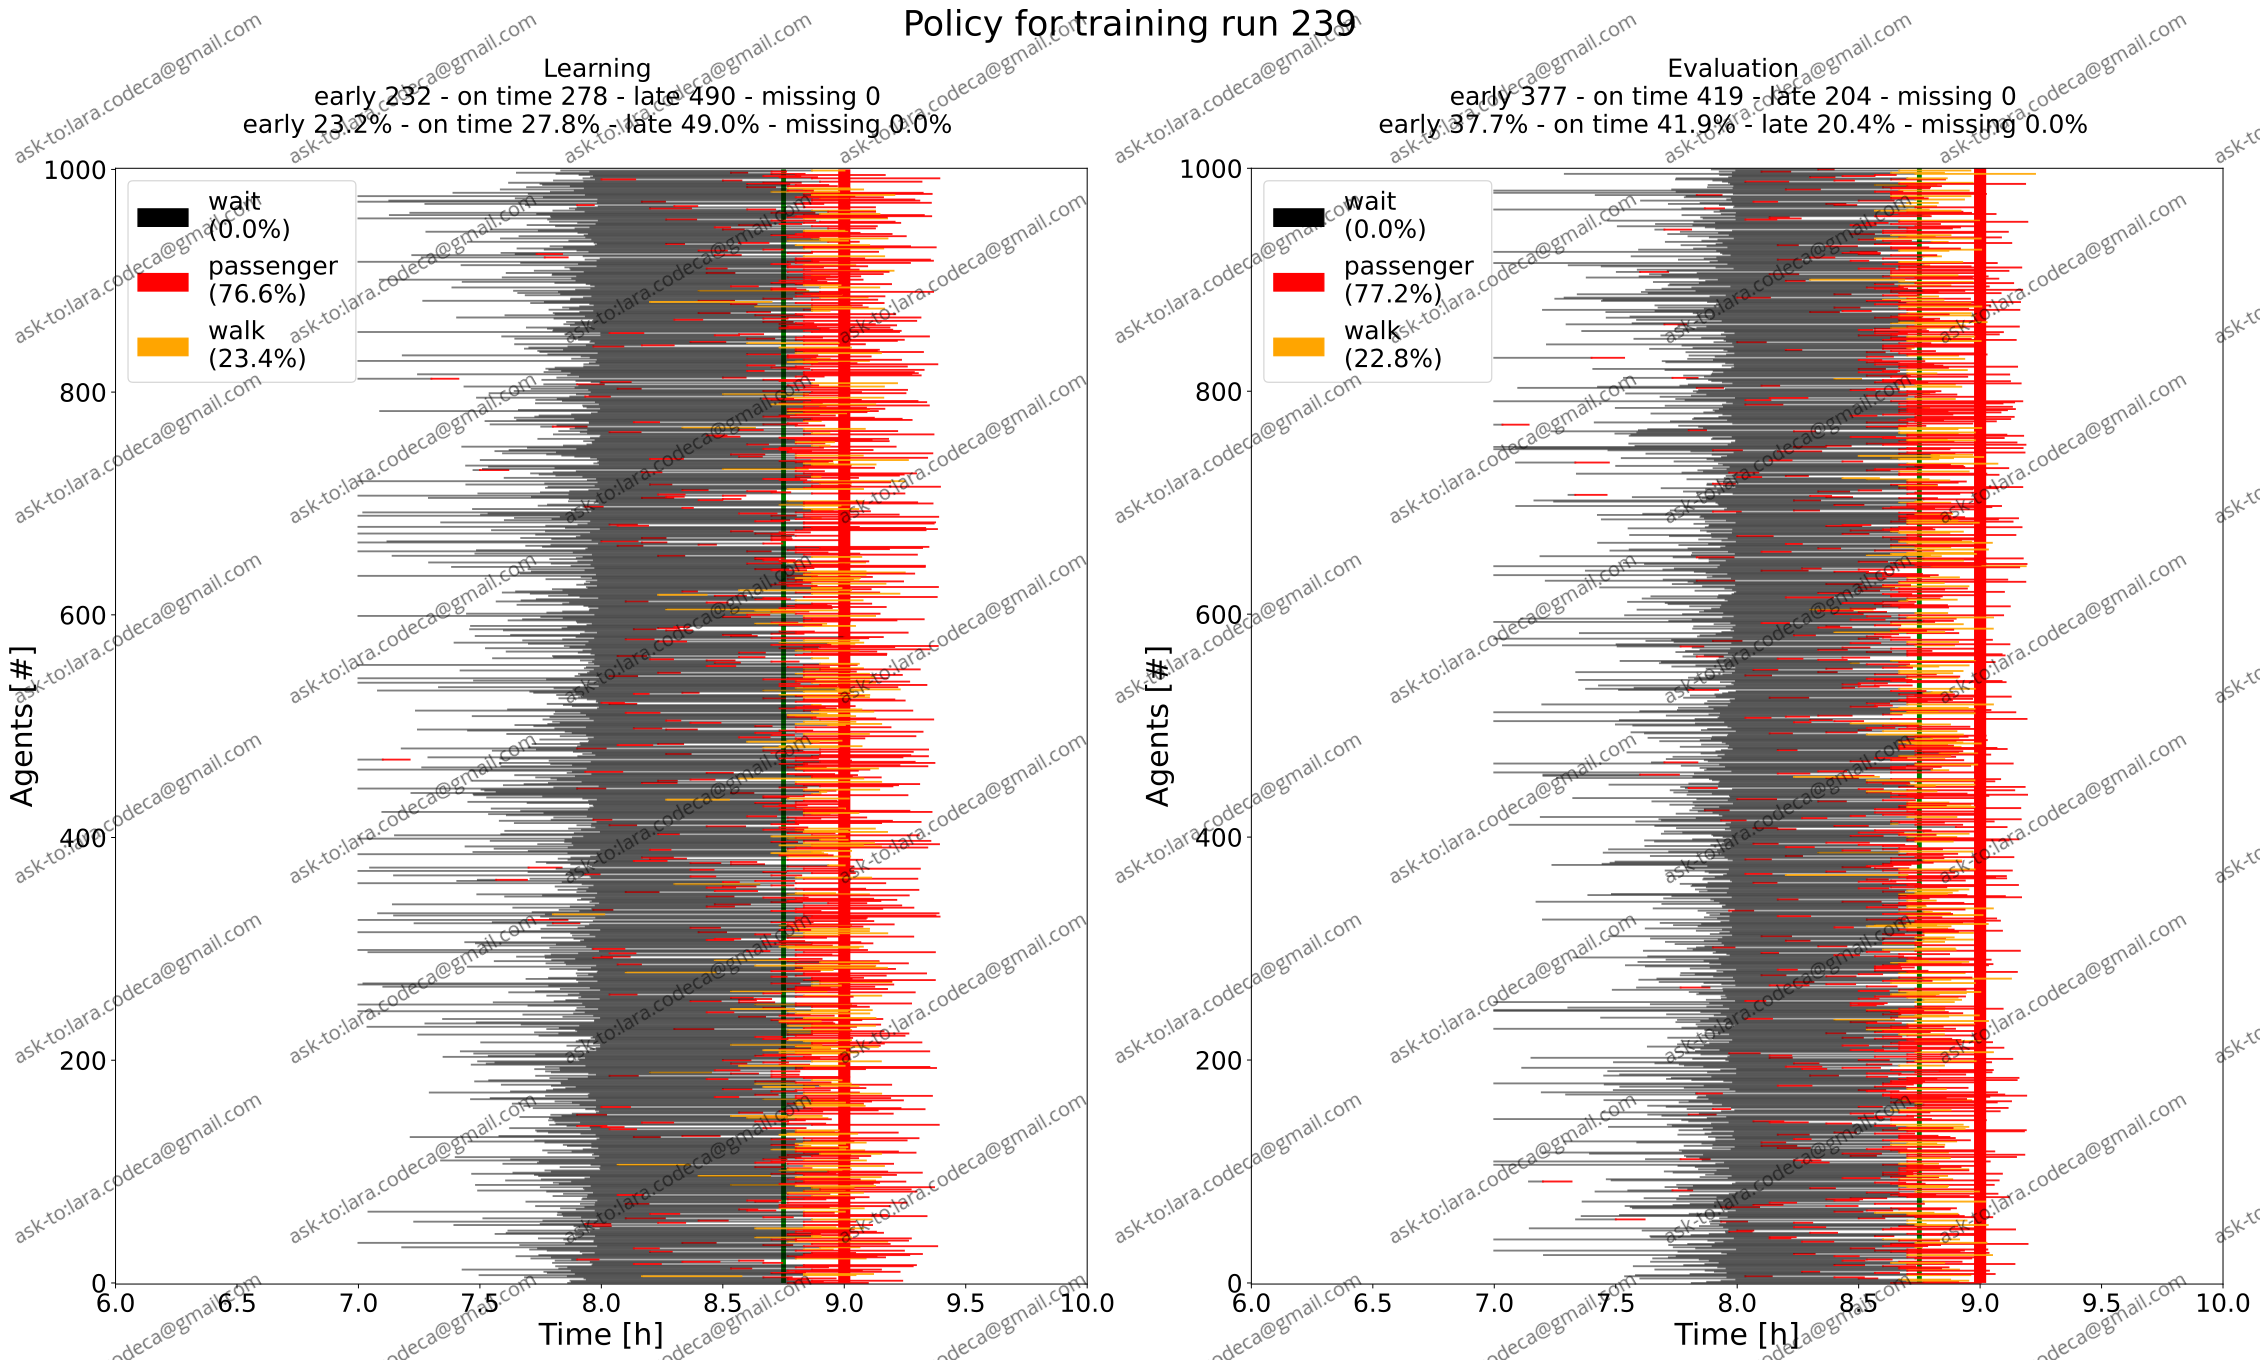 Policy for training run 239
Learning
early 232 - on time 278 - late 490 - missing 0
early 23.2% - on time 27.8% - late 49.0% - missing 0.0%
wait
(0.0%)
passenger
(76.6%)
walk
(23.4%)
1000
800
600
400
200
0
Agents [#]
6.0 6.5 7.0 7.5 8.0 8.5 9.0 9.5 10.0
Time [h]
Evaluation
early 377 - on time 419 - late 204 - missing 0
early 37.7% - on time 41.9% - late 20.4% - missing 0.0%
wait
(0.0%)
passenger
(77.2%)
walk
(22.8%)
1000
800
600
400
200
0
Agents [#]
6.0 6.5 7.0 7.5 8.0 8.5 9.0 9.5 10.0
Time [h]
ask-to:lara.codeca@gmail.com